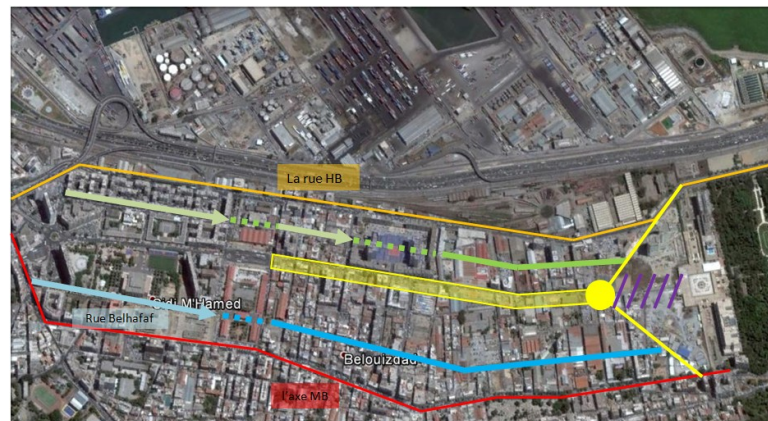 La rue HB
Sidi M'Hamed
Rue Belhafaf
Belouizdad
l'axe MB